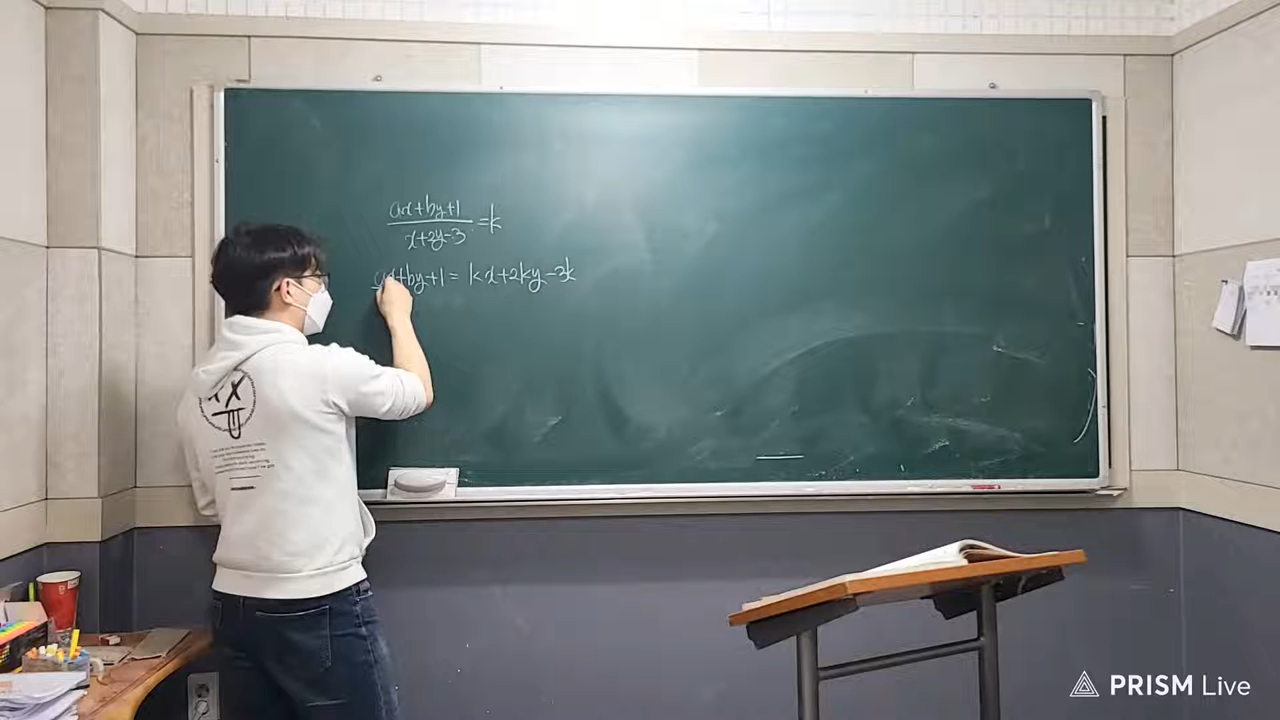 ax+by+1
x+2y-3 =k
ax+by+1 = kx+2ky-3k
PRISM Live